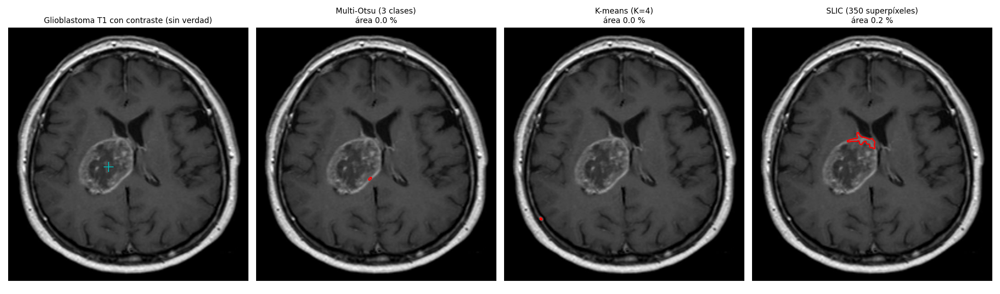 Glioblastoma T1 con contraste (sin verdad)
Multi-Otsu (3 clases)
área 0.0 %
K-means (K=4)
área 0.0 %
SLIC (350 superpíxeles)
área 0.2 %